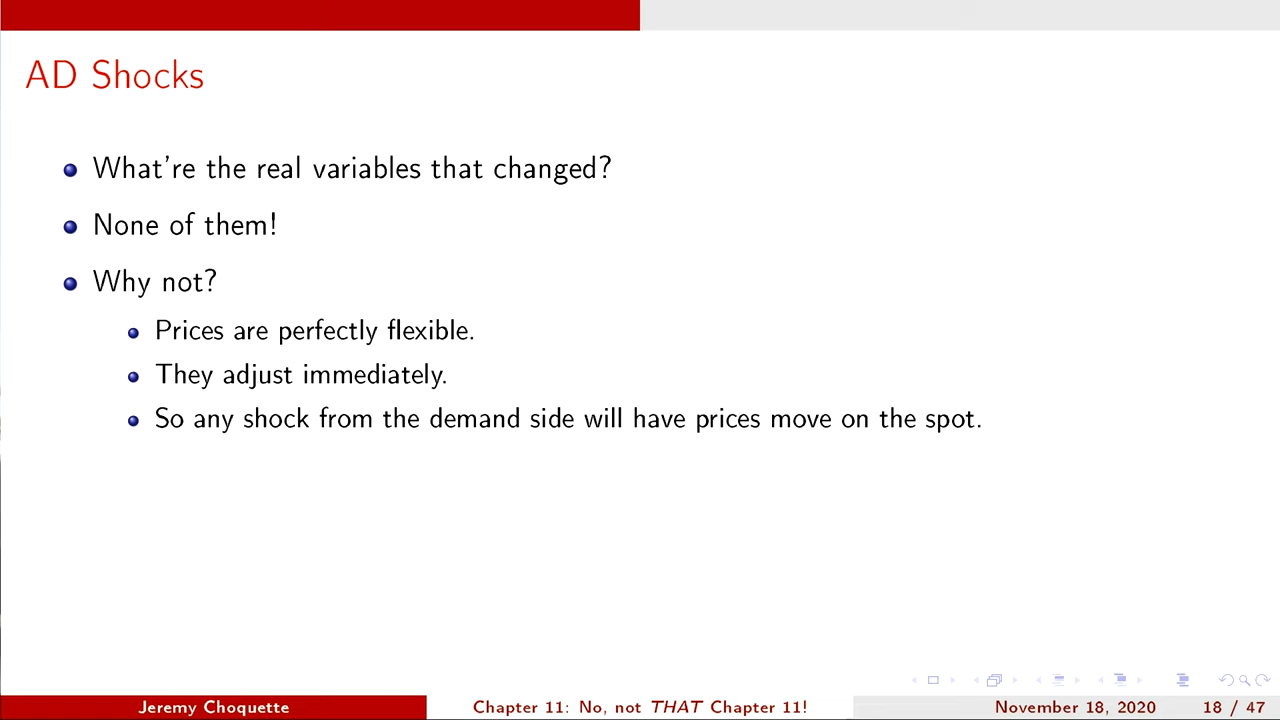 AD Shocks
What're the real variables that changed?
None of them!
Why not?
Prices are perfectly flexible.
They adjust immediately.
So any shock from the demand side will have prices move on the spot.
Jeremy Choquette
Chapter 11: No, not THAT Chapter 11!
November 18, 2020
18 / 47